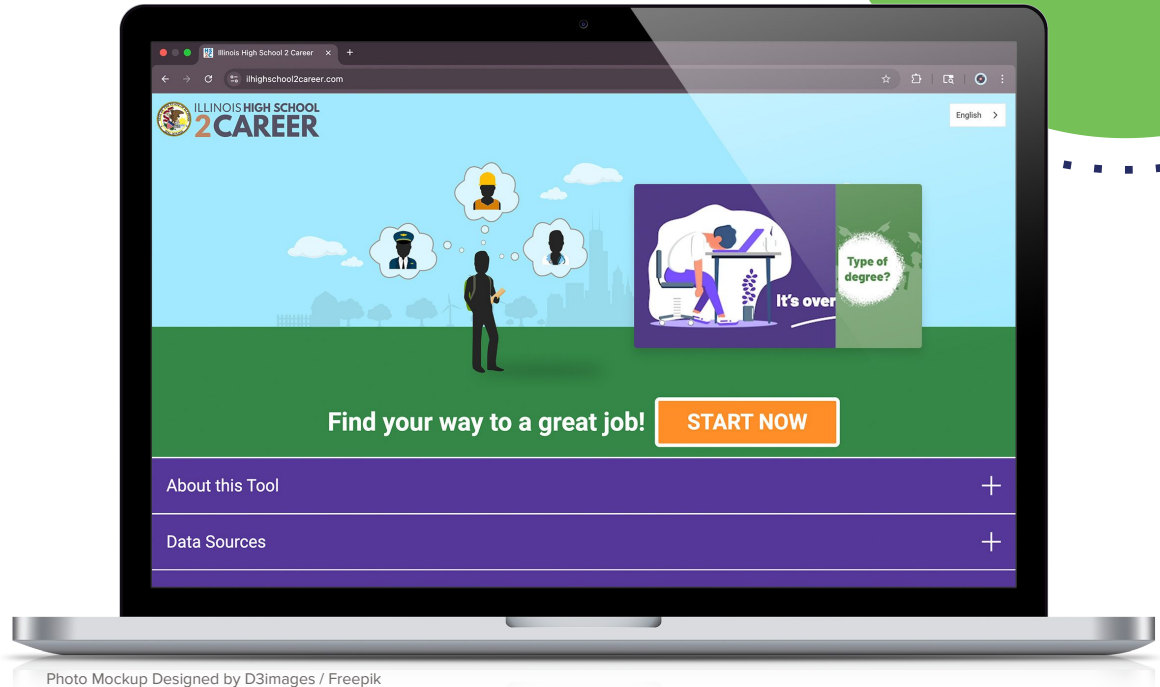 Illinois High School 2 Career
ilhighschool2career.com
ILLINOIS HIGH SCHOOL
2CAREER
English
It's over
Type of
degree?
Find your way to a great job!
START NOW
About this Tool
Data Sources
Photo Mockup Designed by D3images / Freepik